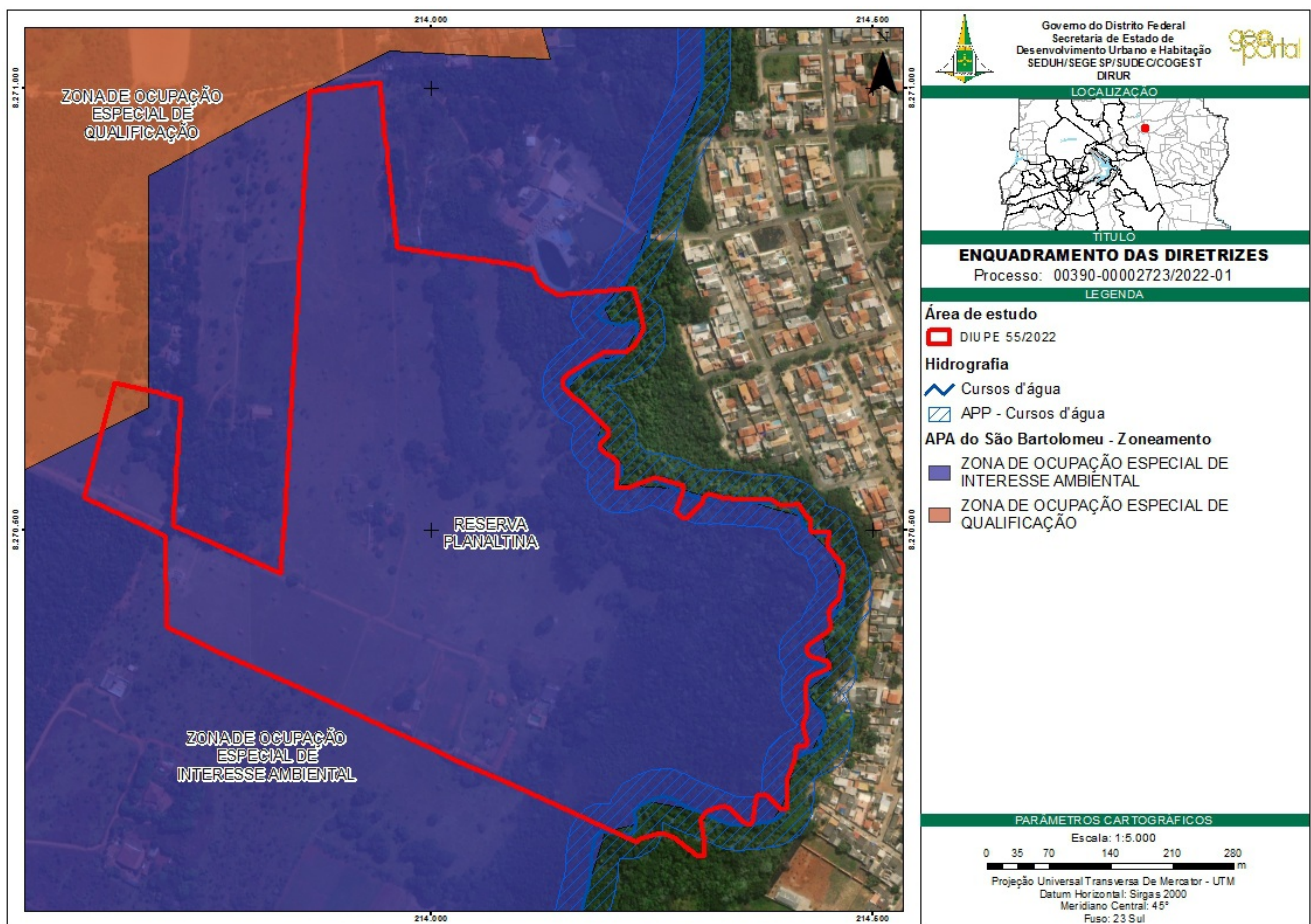 214.000
214.500
8.271.000
8.271.000
ZONA DE OCUPAÇÃO
ESPECIAL DE
QUALIFICAÇÃO
8.270.500
8.270.500
RESERVA
PLANALTINA
ZONA DE OCUPAÇÃO
ESPECIAL DE
INTERESSE AMBIENTAL
214.000
214.500
Governo do Distrito Federal
Secretaria de Estado de
Desenvolvimento Urbano e Habitação
SEDUH/SEGESP/SUDEC/COGEST
DIRUR
geo
portal
LOCALIZAÇÃO
TITULO
ENQUADRAMENTO DAS DIRETRIZES
Processo: 00390-00002723/2022-01
LEGENDA
Área de estudo
DIUPE 55/2022
Hidrografia
Cursos d'água
APP - Cursos d'água
APA do São Bartolomeu - Zoneamento
ZONA DE OCUPAÇÃO ESPECIAL DE
INTERESSE AMBIENTAL
ZONA DE OCUPAÇÃO ESPECIAL DE
QUALIFICAÇÃO
PARÂMETROS CARTOGRÁFICOS
Escala: 1:5.000
0 35 70 140 210 280
m
Projeção Universal Transversa De Mercator - UTM
Datum Horizontal: Sirgas 2000
Meridiano Central: 45°
Fuso: 23 Sul